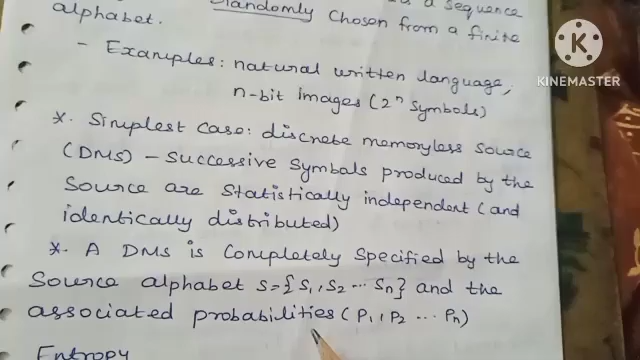 a sequence
Randomly chosen from a finite
alphabet.
- Examples: natural written language,
n-bit images (2ⁿ symbols)
*. Simplest case: discrete memoryless source
(DMS) - successive symbols produced by the
source are statistically independent (and
identically distributed)
*. A DMS is completely specified by the
source alphabet S={S₁, S₂ ... Sn} and the
associated probabilities (P₁, P₂ ... Pn)
Entropy
KINEMASTER